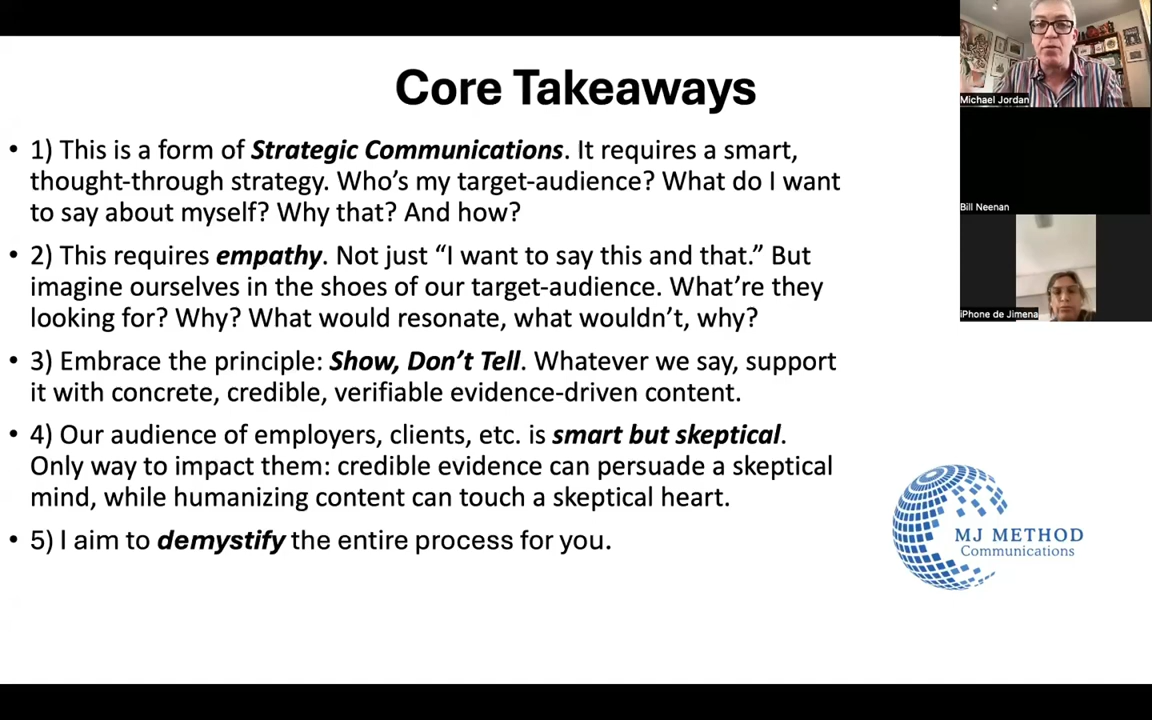 Core Takeaways
• 1) This is a form of Strategic Communications. It requires a smart,
thought-through strategy. Who’s my target-audience? What do I want
to say about myself? Why that? And how?
• 2) This requires empathy. Not just “I want to say this and that.” But
imagine ourselves in the shoes of our target-audience. What’re they
looking for? Why? What would resonate, what wouldn’t, why?
• 3) Embrace the principle: Show, Don’t Tell. Whatever we say, support
it with concrete, credible, verifiable evidence-driven content.
• 4) Our audience of employers, clients, etc. is smart but skeptical.
Only way to impact them: credible evidence can persuade a skeptical
mind, while humanizing content can touch a skeptical heart.
• 5) I aim to demystify the entire process for you.
MJ METHOD
Communications
Michael Jordan
Bill Neenan
iPhone de Jimena